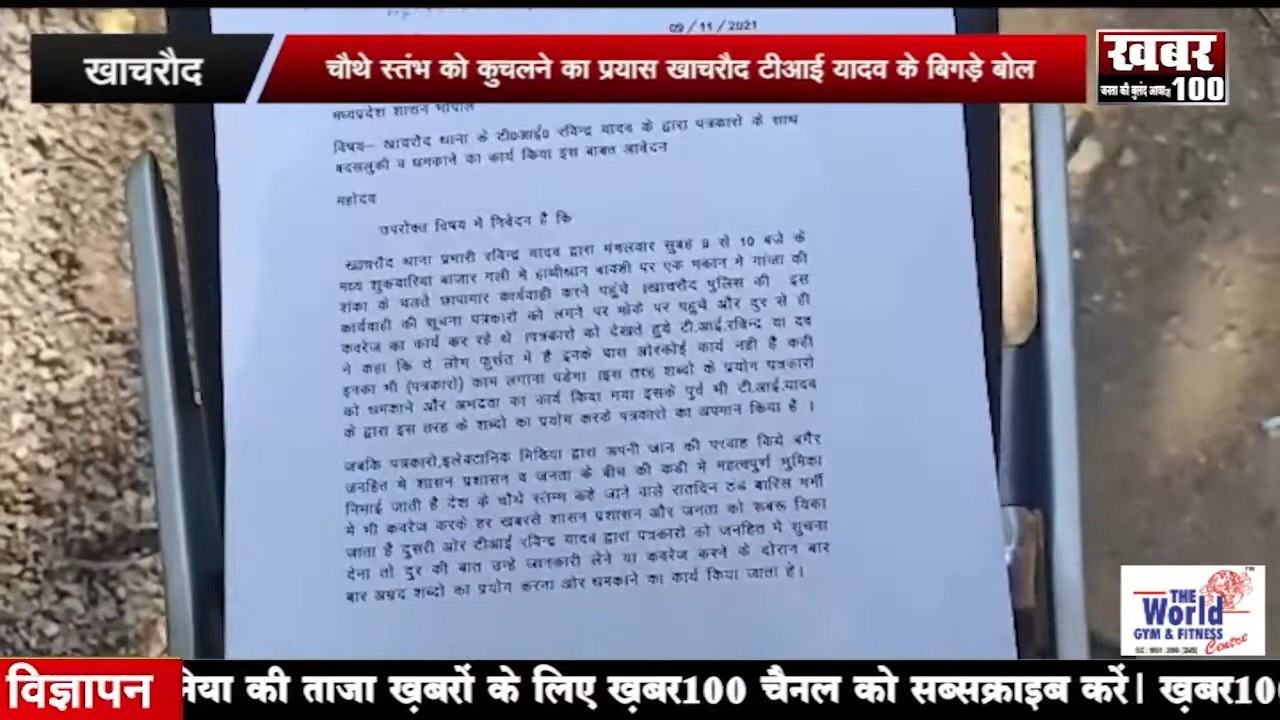 09/11/2021
खाचरौद
चौथे स्तंभ को कुचलने का प्रयास खाचरौद टीआई यादव के बिगड़े बोल
खबर
जनता की बुलंद आवाज़
100
मध्यप्रदेश शासन भोपाल
विषय— खाचरौद थाना के टी0आई0 रविन्द्र यादव के द्वारा पत्रकारो के साथ
बदसलुकी व धमकाने का कार्य किया इस बाबत आवेदन
महोदव
उपरोक्त विषय मे निवेदन है कि
खाचरौद थाना प्रभारी रविन्द्र यादव द्वारा मंगलवार सुबह 9 से 10 बजे के
मध्य शुक्रवारिया बाजार गली मे हाथीथान बावडी पर एक मकान मे गांजा की
शंका के चलते छापामार कार्यवाही करने पहुंचे ।खाचरौद पुलिस की इस
कार्यवाही की सूचना पत्रकारो को लगने पर मोके पर पहुचे और दुर से ही
कवरेज का कार्य कर रहे थे ।पत्रकारो को देखते हुये टी.आई.रविन्द्र या दव
ने कहा कि ये लोग फुर्सत मे है इनके पास ओरकोई कार्य नही है कही
इनका भी (पत्रकारो) काम लगाना पडेगा ।इस तरह शब्दो के प्रयोग पत्रकारो
को धमकाने और अभद्रता का कार्य किया गया इसके पुर्व भी टी.आई.यादव
के द्वारा इस तरह के शब्दो का प्रयोग करके पत्रकारो का अपमान किया है ।
जबकि पत्रकारो,इलेक्टानिक मिडिया द्वारा अपनी जान की परवाह किये बगैर
जनहित मे शासन प्रशासन व जनता के बीच की कडी मे महत्वपुर्ण भुमिका
निभाई जाती है देश के चौथे स्तम्भ कहे जाने वाले रातदिन ठंड बारिस गर्मी
मे भी कवरेज करके हर खबरसे शासन प्रशासन और जनता को रूबरू किया
जाता है दुसरी ओर टीआई रविन्द्र यादव द्वारा पत्रकारो को जनहित मे सुचना
देना तो दुर की बात उन्हे जानकारी लेने या कवरेज करने के दोरान बार
बार अभ्रद शब्दो का प्रयोग करना ओर धमकाने का कार्य किया जाता है।
THE
World
GYM & FITNESS
Centre
विज्ञापन
निया की ताजा ख़बरों के लिए ख़बर100 चैनल को सब्सक्राइब करें। ख़बर100